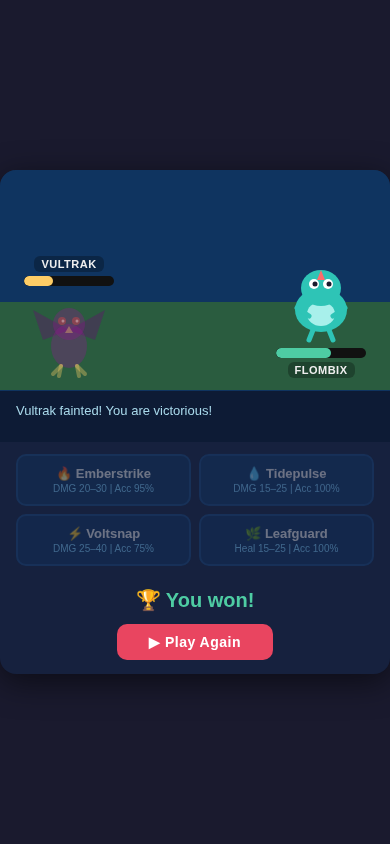 VULTRAK
FLOMBIX
Vultrak fainted! You are victorious!
🔥 Emberstrike
DMG 20–30 | Acc 95%
💧 Tidepulse
DMG 15–25 | Acc 100%
⚡ Voltsnap
DMG 25–40 | Acc 75%
🌿 Leafguard
Heal 15–25 | Acc 100%
🏆 You won!
▶ Play Again